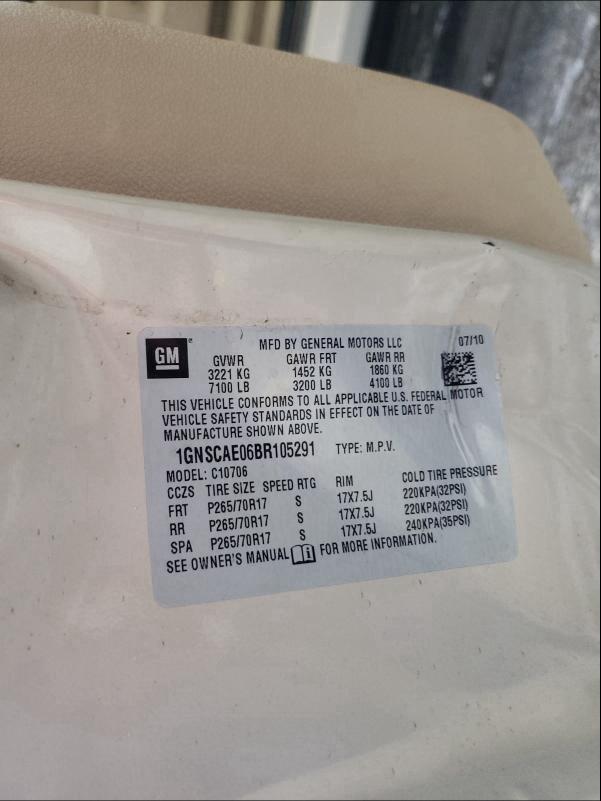 GM
MFD BY GENERAL MOTORS LLC 07/10
GVWR GAWR FRT GAWR RR
3221 KG 1452 KG 1860 KG
7100 LB 3200 LB 4100 LB
THIS VEHICLE CONFORMS TO ALL APPLICABLE U.S. FEDERAL MOTOR
VEHICLE SAFETY STANDARDS IN EFFECT ON THE DATE OF
MANUFACTURE SHOWN ABOVE.
1GNSCAE06BR105291 TYPE: M.P.V.
MODEL: C10706
CCZS TIRE SIZE SPEED RTG RIM COLD TIRE PRESSURE
FRT P265/70R17 S 17X7.5J 220KPA(32PSI)
RR P265/70R17 S 17X7.5J 220KPA(32PSI)
SPA P265/70R17 S 17X7.5J 240KPA(35PSI)
SEE OWNER'S MANUAL FOR MORE INFORMATION.